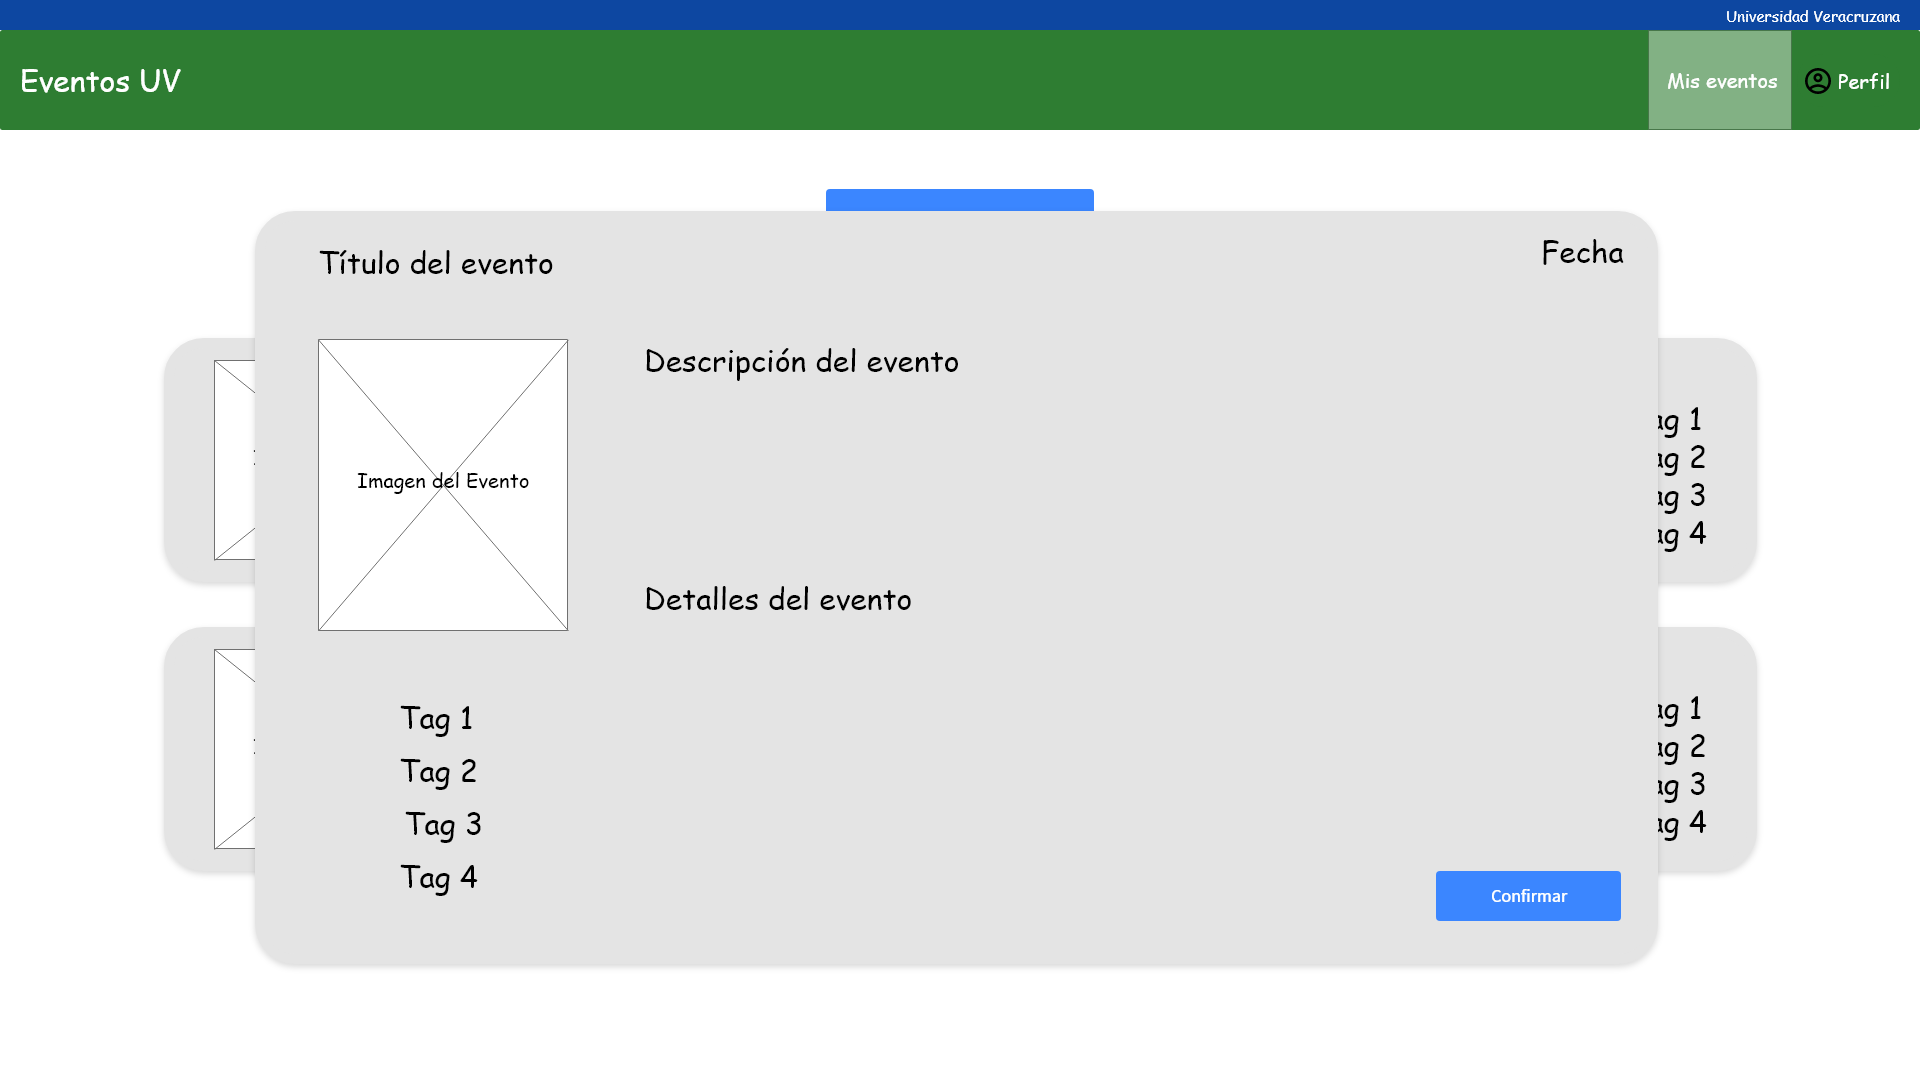 Universidad Veracruzana
Eventos UV
Mis eventos
Perfil
Título del evento
Fecha
Descripción del evento
Imagen del Evento
Detalles del evento
Tag 1
Tag 2
Tag 3
Tag 4
Confirmar
ag 1
ag 2
ag 3
ag 4
ag 1
ag 2
ag 3
ag 4